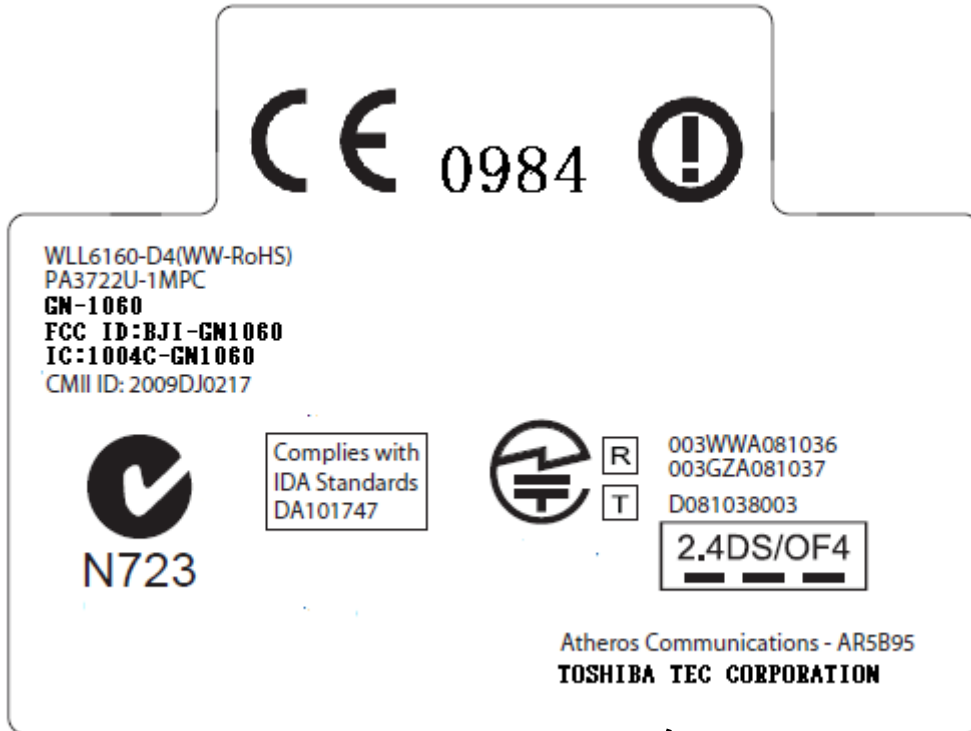 CE 0984
WLL6160-D4(WW-RoHS)
PA3722U-1MPC
GN-1060
FCC ID:BJI-GN1060
IC:1004C-GN1060
CMII ID: 2009DJ0217
N723
Complies with
IDA Standards
DA101747
R 003WWA081036
003GZA081037
T D081038003
2.4DS/OF4
Atheros Communications - AR5B95
TOSHIBA TEC CORPORATION